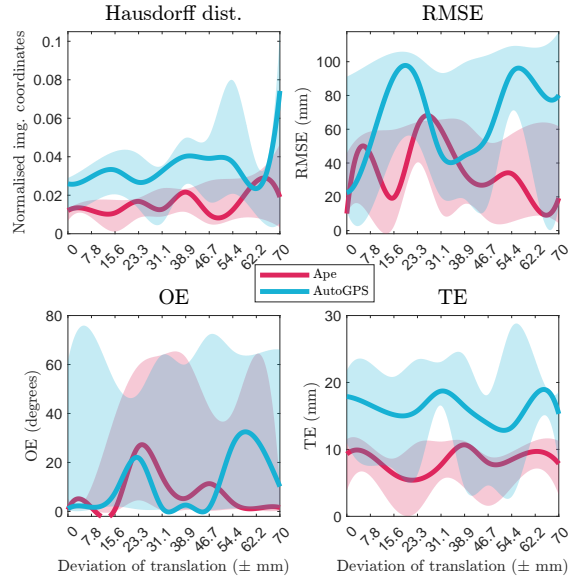 Hausdorff dist.
Normalised img. coordinates
0.1
0.08
0.06
0.04
0.02
0
0 7.8 15.6 23.3 31.1 38.9 46.7 54.4 62.2 70
RMSE
RMSE (mm)
100
80
60
40
20
0
0 7.8 15.6 23.3 31.1 38.9 46.7 54.4 62.2 70
Ape
AutoGPS
OE
OE (degrees)
80
60
40
20
0
0 7.8 15.6 23.3 31.1 38.9 46.7 54.4 62.2 70
Deviation of translation (± mm)
TE
TE (mm)
30
20
10
0
0 7.8 15.6 23.3 31.1 38.9 46.7 54.4 62.2 70
Deviation of translation (± mm)